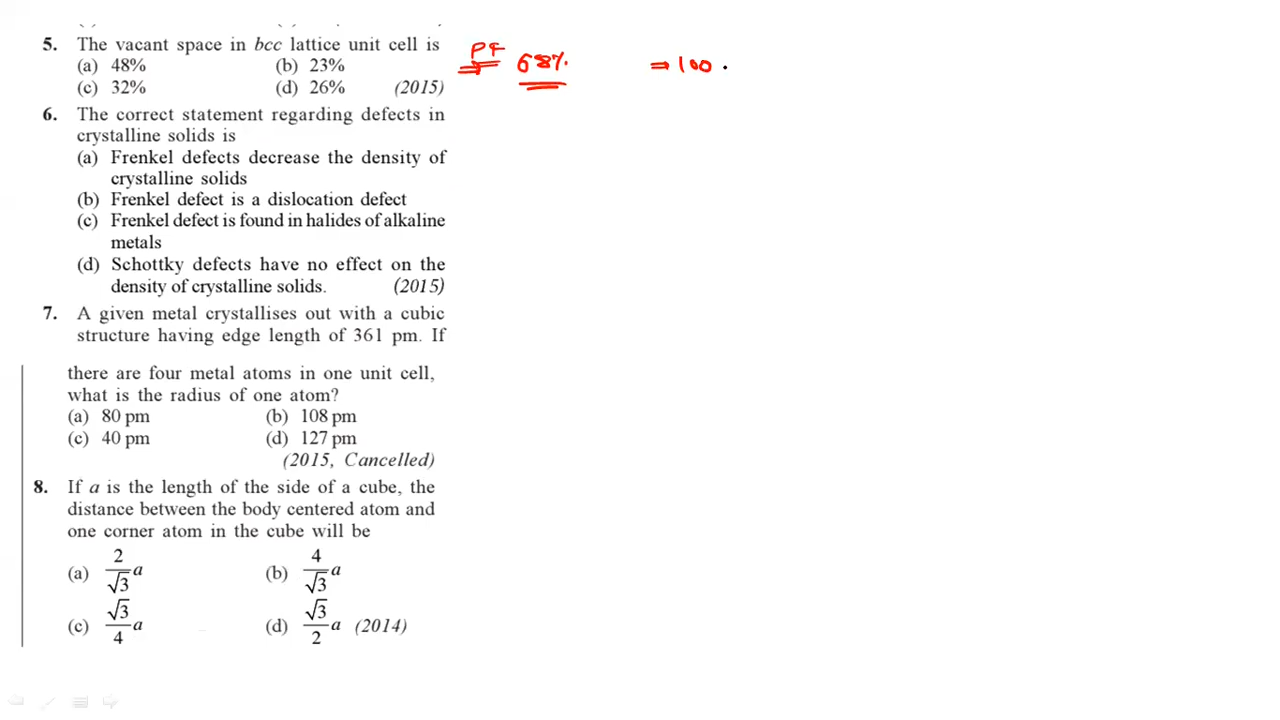 5. The vacant space in bcc lattice unit cell is
(a) 48% (b) 23%
(c) 32% (d) 26% (2015)
PF
⇒ 68%
⇒ 100
6. The correct statement regarding defects in
crystalline solids is
(a) Frenkel defects decrease the density of
crystalline solids
(b) Frenkel defect is a dislocation defect
(c) Frenkel defect is found in halides of alkaline
metals
(d) Schottky defects have no effect on the
density of crystalline solids. (2015)
7. A given metal crystallises out with a cubic
structure having edge length of 361 pm. If
there are four metal atoms in one unit cell,
what is the radius of one atom?
(a) 80 pm (b) 108 pm
(c) 40 pm (d) 127 pm
(2015, Cancelled)
8. If a is the length of the side of a cube, the
distance between the body centered atom and
one corner atom in the cube will be
(a) 2/√3 a (b) 4/√3 a
(c) √3/4 a (d) √3/2 a (2014)